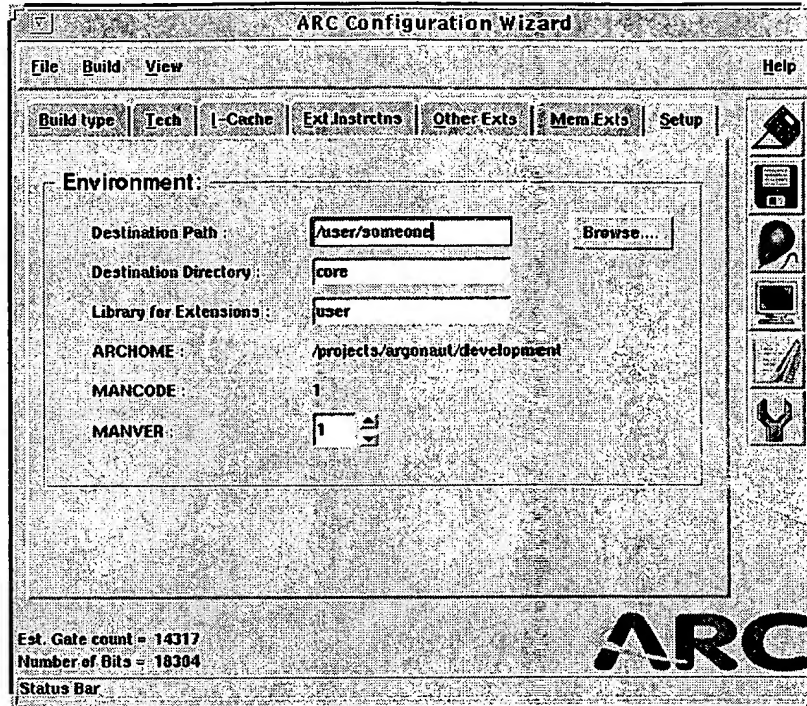 ARC Configuration Wizard
File Build View Help
Build type Tech I-Cache Ext.Instrctns Other Exts Mem.Exts Setup
Environment:
Destination Path : /user/someone Browse....
Destination Directory : core
Library for Extensions : user
ARCHOME : /projects/argonaut/development
MANCODE : 1
MANVER : 1
Est. Gate count = 14317
Number of Bits = 18304
ARC
Status Bar